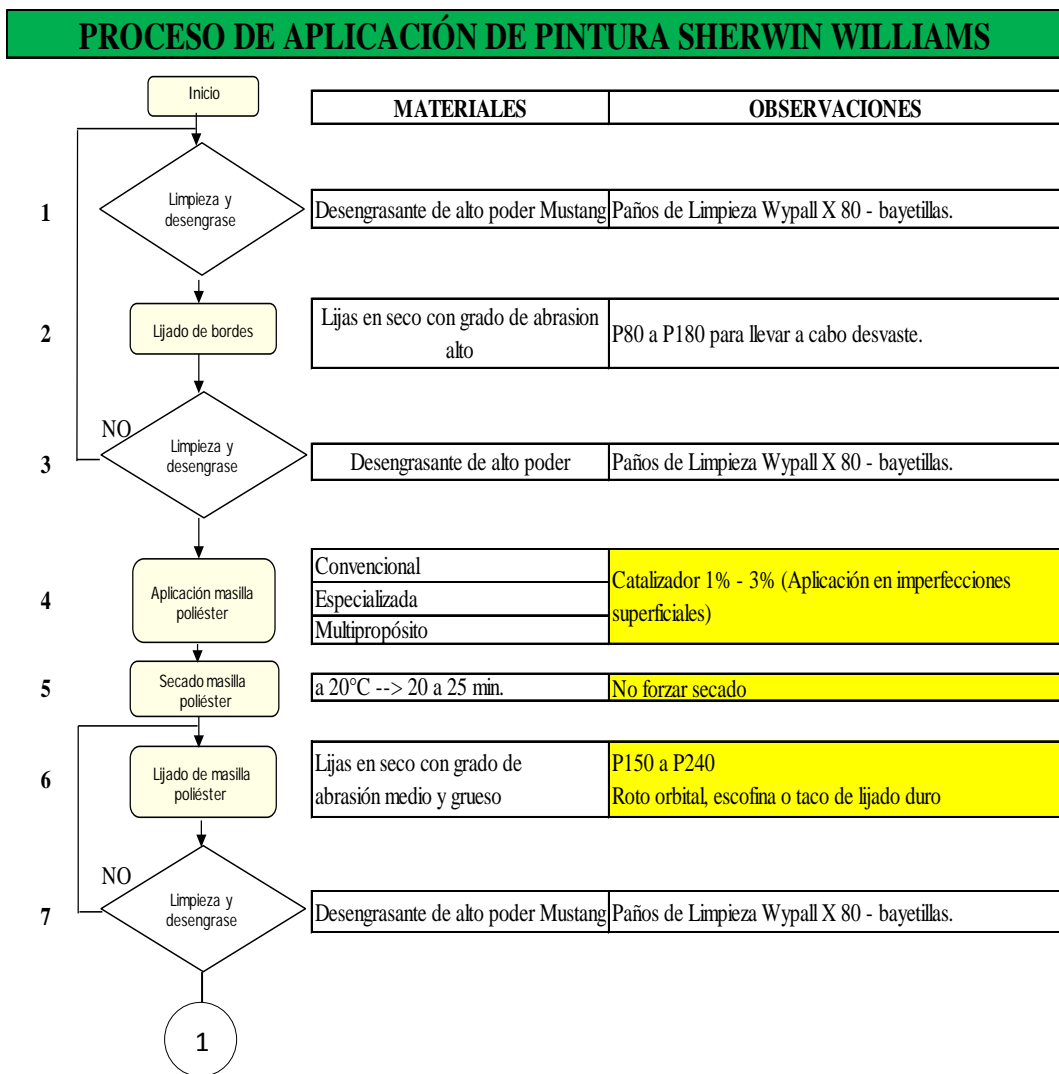 PROCESO DE APLICACIÓN DE PINTURA SHERWIN WILLIAMS
Inicio
MATERIALES
OBSERVACIONES
1
Limpieza y
desengrase
Desengrasante de alto poder Mustang
Paños de Limpieza Wypall X 80 - bayetillas.
2
Lijado de bordes
Lijas en seco con grado de abrasion
alto
P80 a P180 para llevar a cabo desvaste.
NO
3
Limpieza y
desengrase
Desengrasante de alto poder
Paños de Limpieza Wypall X 80 - bayetillas.
4
Aplicación masilla
poliéster
Convencional
Especializada
Multipropósito
Catalizador 1% - 3% (Aplicación en imperfecciones
superficiales)
5
Secado masilla
poliéster
a 20°C --> 20 a 25 min.
No forzar secado
6
Lijado de masilla
poliéster
Lijas en seco con grado de
abrasión medio y grueso
P150 a P240
Roto orbital, escofina o taco de lijado duro
NO
7
Limpieza y
desengrase
Desengrasante de alto poder Mustang
Paños de Limpieza Wypall X 80 - bayetillas.
1